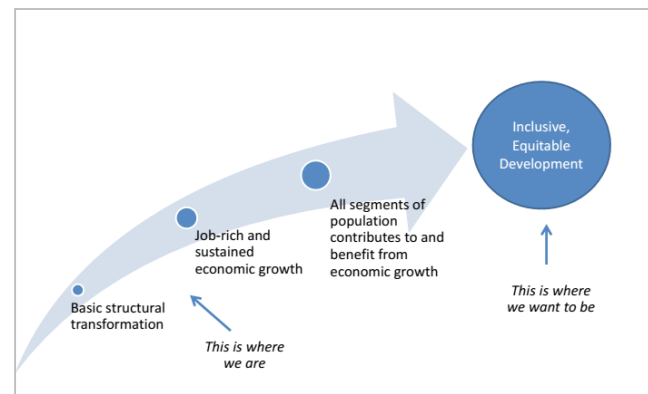 Inclusive,
Equitable
Development
All segments of
population
contributes to and
benefit from
economic growth
Job-rich and
sustained
economic growth
This is where
we want to be
Basic structural
transformation
This is where
we are